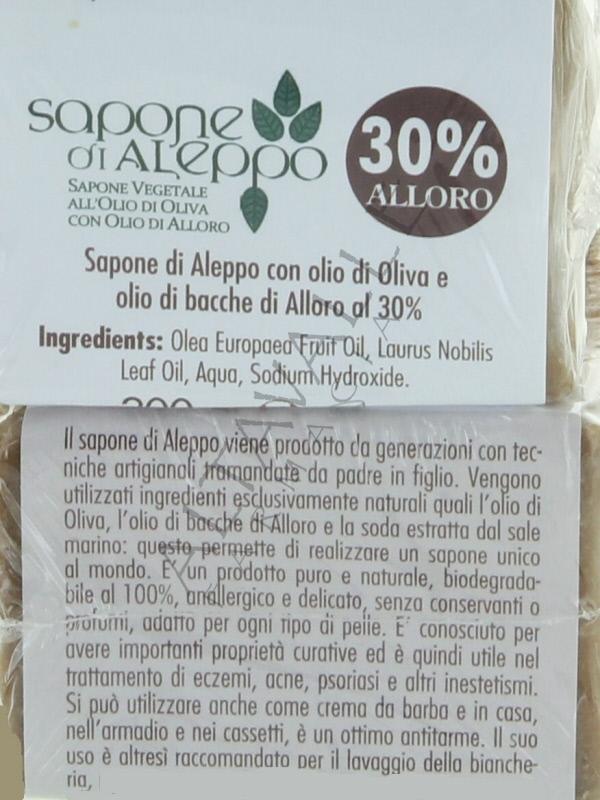 sapone
di Aleppo
Sapone Vegetale
all'Olio di Oliva
con Olio di Alloro
30%
ALLORO
Sapone di Aleppo con olio di Oliva e
olio di bacche di Alloro al 30%
Ingredients: Olea Europaea Fruit Oil, Laurus Nobilis
Leaf Oil, Aqua, Sodium Hydroxide.
Il sapone di Aleppo viene prodotto da generazioni con tec-
niche artigianali tramandate da padre in figlio. Vengono
utilizzati ingredienti esclusivamente naturali quali l'olio di
Oliva, l'olio di bacche di Alloro e la soda estratta dal sale
marino: questo permette di realizzare un sapone unico
al mondo. E' un prodotto puro e naturale, biodegrada-
bile al 100%, anallergico e delicato, senza conservanti o
profumi, adatto per ogni tipo di pelle. E' conosciuto per
avere importanti proprietà curative ed è quindi utile nel
trattamento di eczemi, acne, psoriasi e altri inestetismi.
Si può utilizzare anche come crema da barba e in casa,
nell'armadio e nei cassetti, è un ottimo antitarme. Il suo
uso è altresì raccomandato per il lavaggio della bianche-
ria,